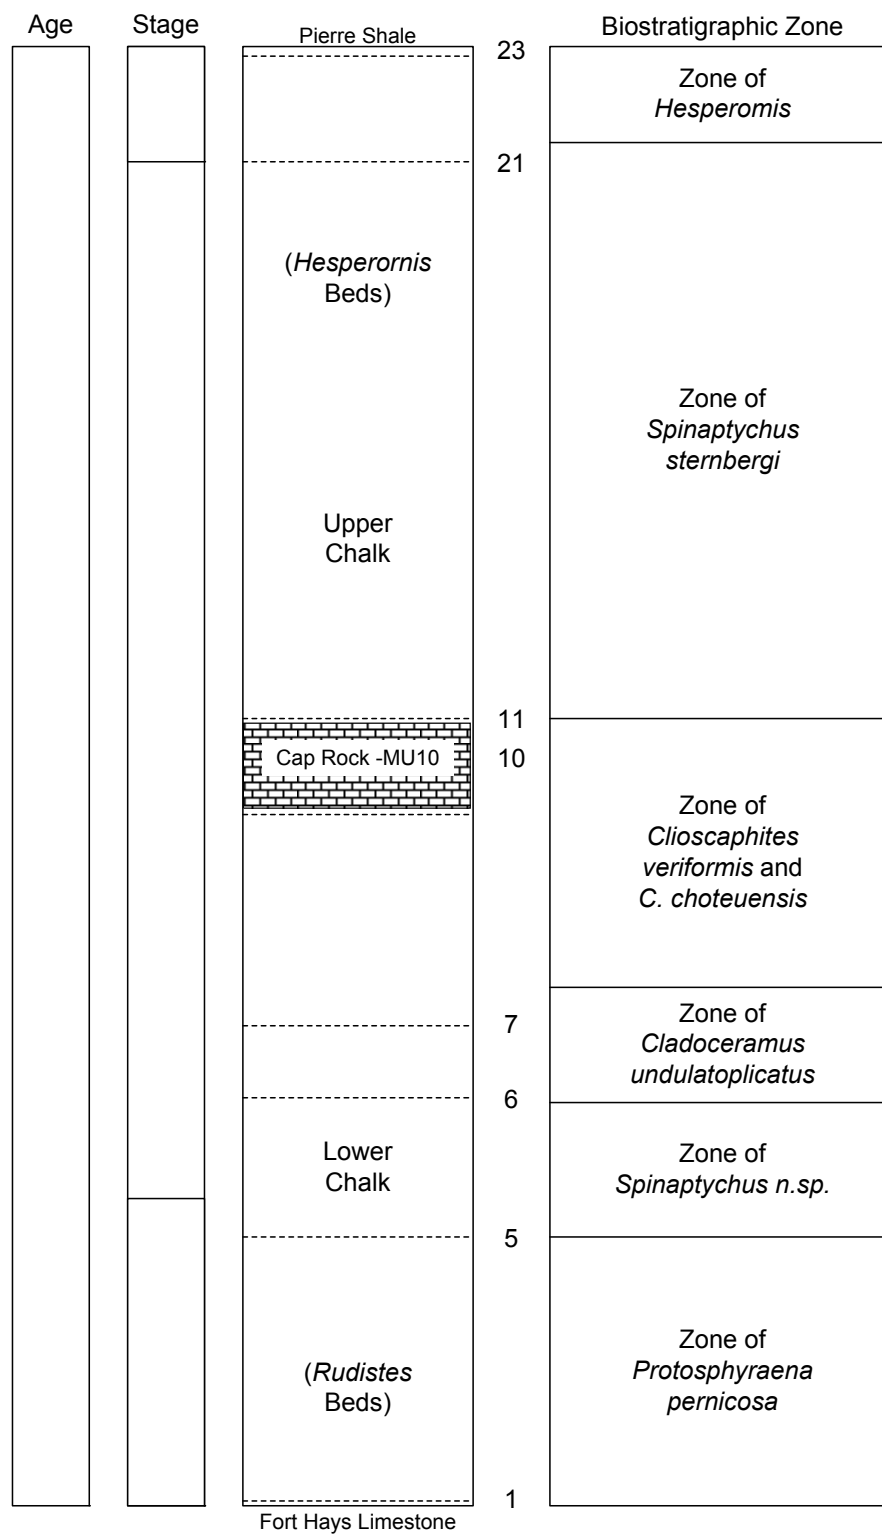 Age
Stage
Pierre Shale
Biostratigraphic Zone
23
Zone of
Hesperomis
21
(Hesperornis
Beds)
Zone of
Spinaptychus
sternbergi
Upper
Chalk
11
Cap Rock -MU10
10
Zone of
Clioscaphites
veriformis and
C. choteuensis
7
Zone of
Cladoceramus
undulatoplicatus
6
Lower
Chalk
Zone of
Spinaptychus n.sp.
5
(Rudistes
Beds)
Zone of
Protosphyraena
pernicosa
1
Fort Hays Limestone